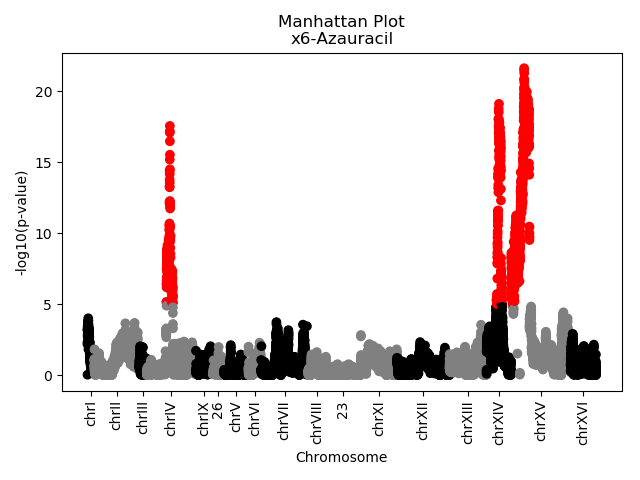 Manhattan Plot
x6-Azauracil
-log10(p-value)
20
15
10
5
0
chrI
chrII
chrIII
chrIV
chrIX
26
chrV
chrVI
chrVII
chrVIII
23
chrXI
chrXII
chrXIII
chrXIV
chrXV
chrXVI
Chromosome